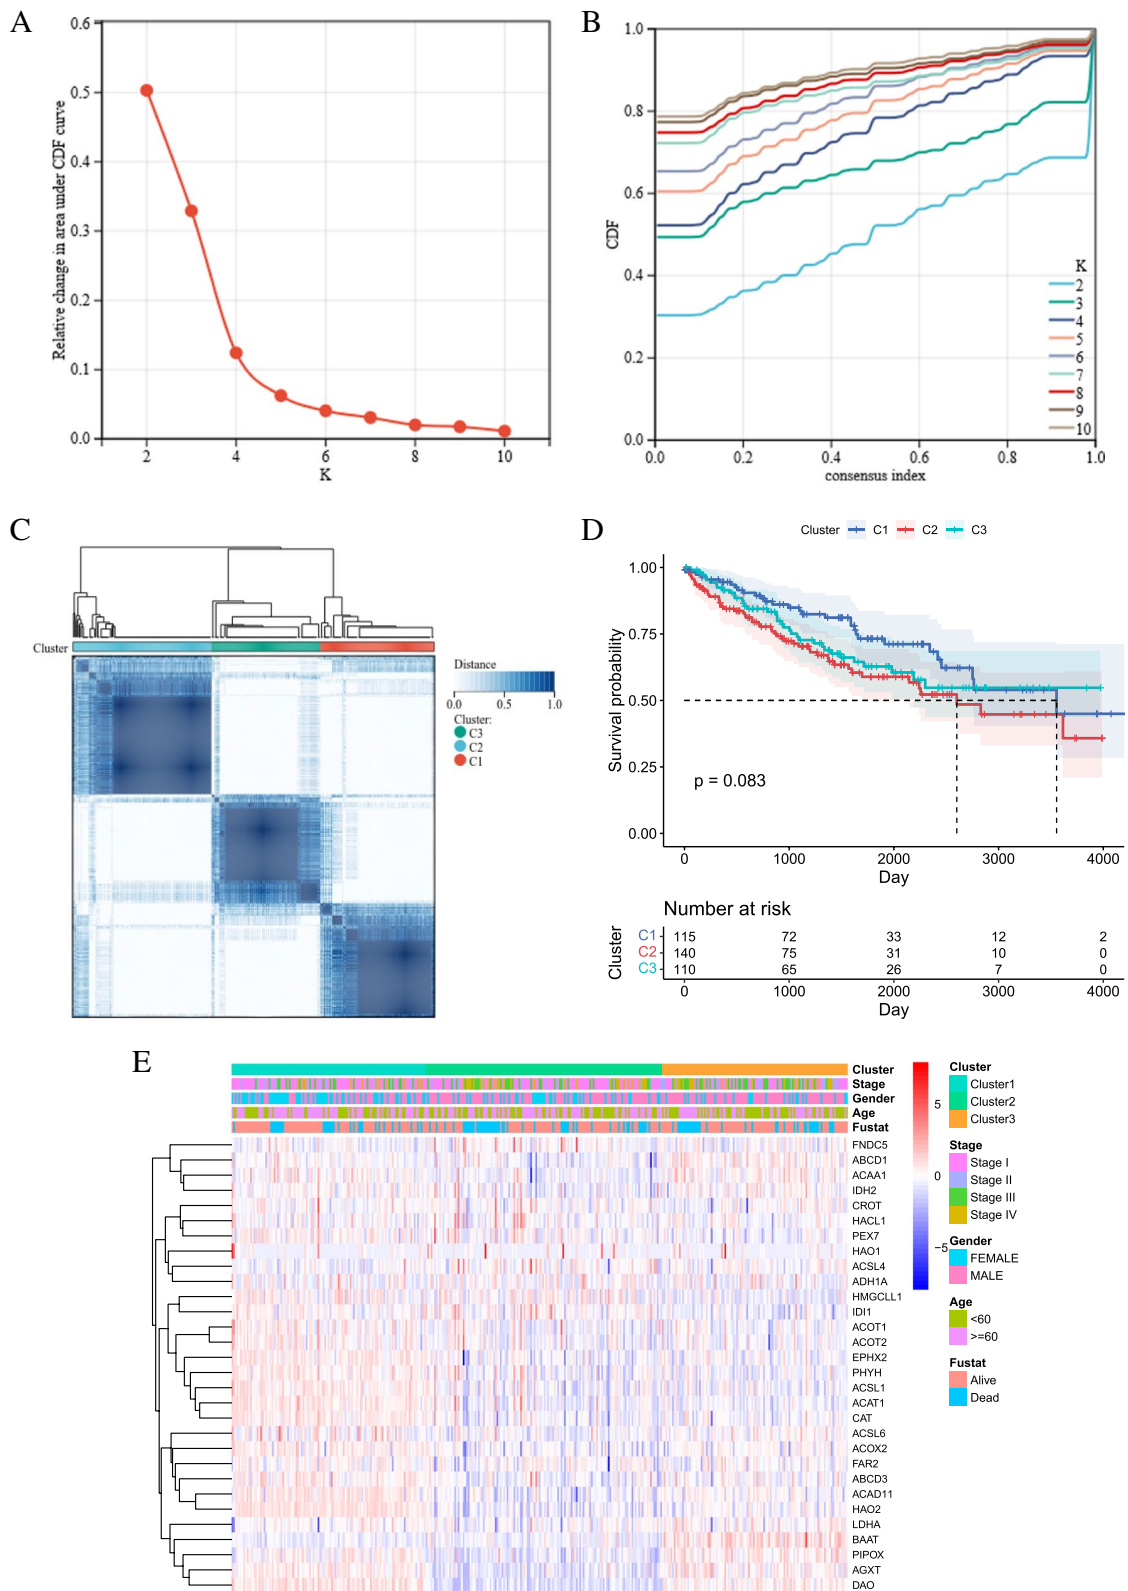 A
0.6
0.5
0.4
0.3
0.2
0.1
0.0
Relative change in area under CDF curve
2
4
6
8
10
K
B
1.0
0.8
0.6
0.4
0.2
0.0
CDF
0.0
0.2
0.4
0.6
0.8
1.0
consensus index
K
2
3
4
5
6
7
8
9
10
C
Cluster
Distance
0.0 0.5 1.0
Cluster:
C3
C2
C1
D
Cluster C1 C2 C3
1.00
0.75
0.50
0.25
0.00
Survival probability
p = 0.083
0 1000 2000 3000 4000
Day
Number at risk
Cluster
C1 115 72 33 12 2
C2 140 75 31 10 0
C3 110 65 26 7 0
0 1000 2000 3000 4000
Day
E
Cluster
Stage
Gender
Age
Fustat
FNDC5
ABCD1
ACAA1
IDH2
CROT
HACL1
PEX7
HAO1
ACSL4
ADH1A
HMGCLL1
IDI1
ACOT1
ACOT2
EPHX2
PHYH
ACSL1
ACAT1
CAT
ACSL6
ACOX2
FAR2
ABCD3
ACAD11
HAO2
LDHA
BAAT
PIPOX
AGXT
DAO
5
0
−5
Cluster
Cluster1
Cluster2
Cluster3
Stage
Stage I
Stage II
Stage III
Stage IV
Gender
FEMALE
MALE
Age
<60
>=60
Fustat
Alive
Dead